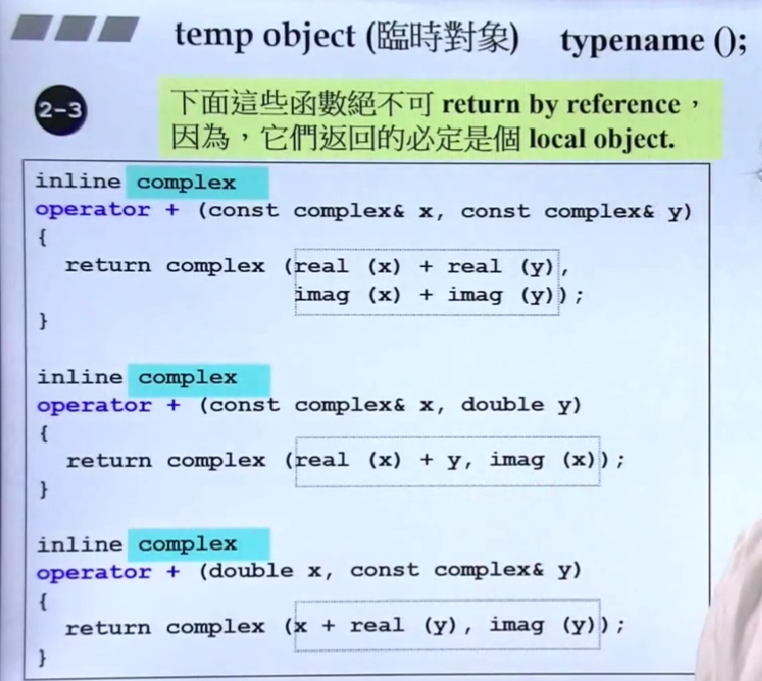 temp object (臨時對象)    typename ();
2-3
下面這些函數絕不可 return by reference，
因為，它們返回的必定是個 local object.
inline complex
operator + (const complex& x, const complex& y)
{
  return complex (real (x) + real (y),
                  imag (x) + imag (y));
}
inline complex
operator + (const complex& x, double y)
{
  return complex (real (x) + y, imag (x));
}
inline complex
operator + (double x, const complex& y)
{
  return complex (x + real (y), imag (y));
}